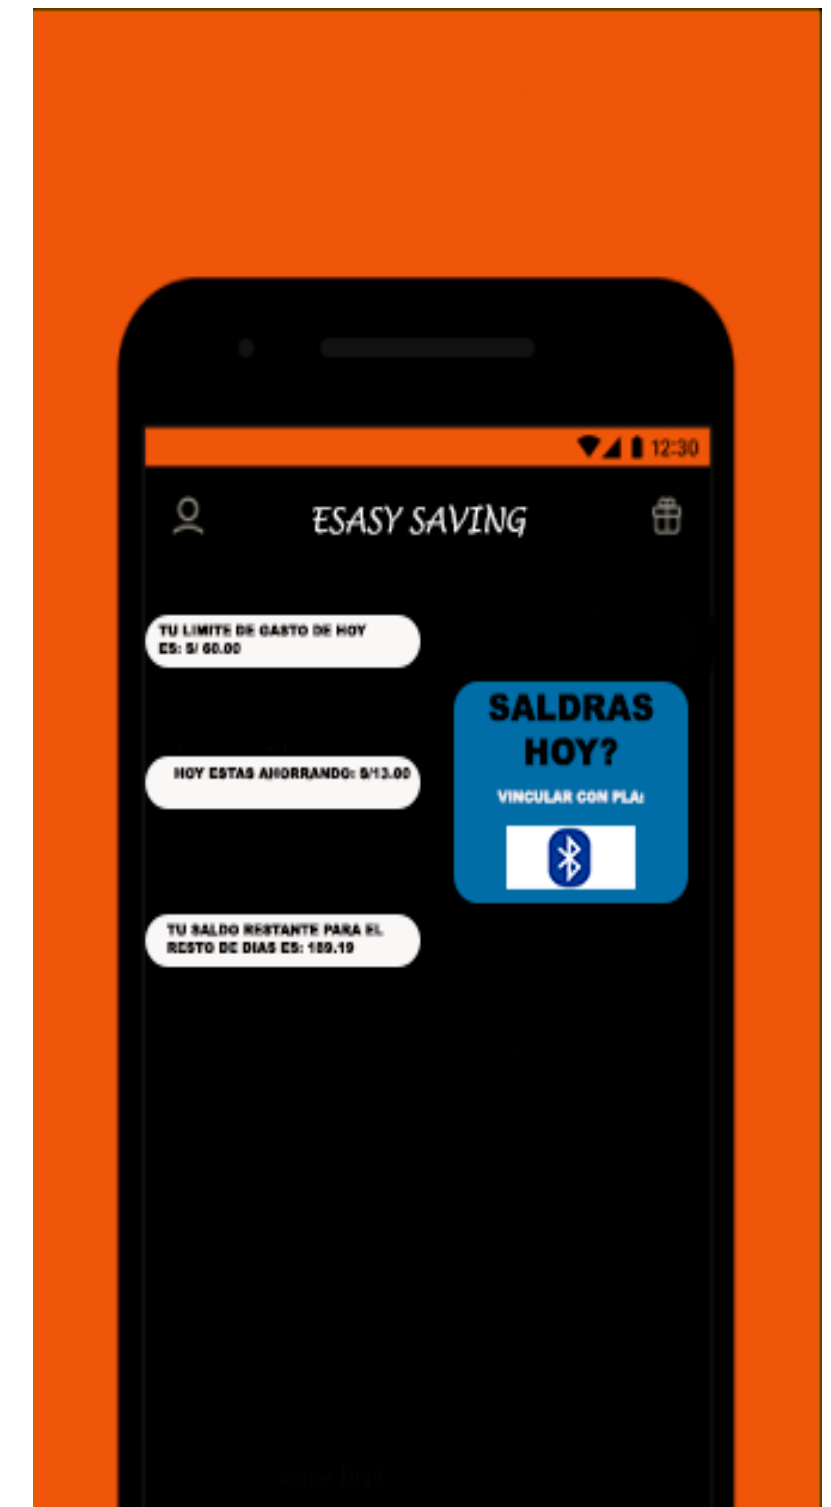 12:30
ESASY SAVING
TU LIMITE DE GASTO DE HOY
ES: S/ 60.00
SALDRAS
HOY?
VINCULAR CON PLA:
HOY ESTAS AHORRANDO: S/13.00
TU SALDO RESTANTE PARA EL
RESTO DE DIAS ES: 189.19